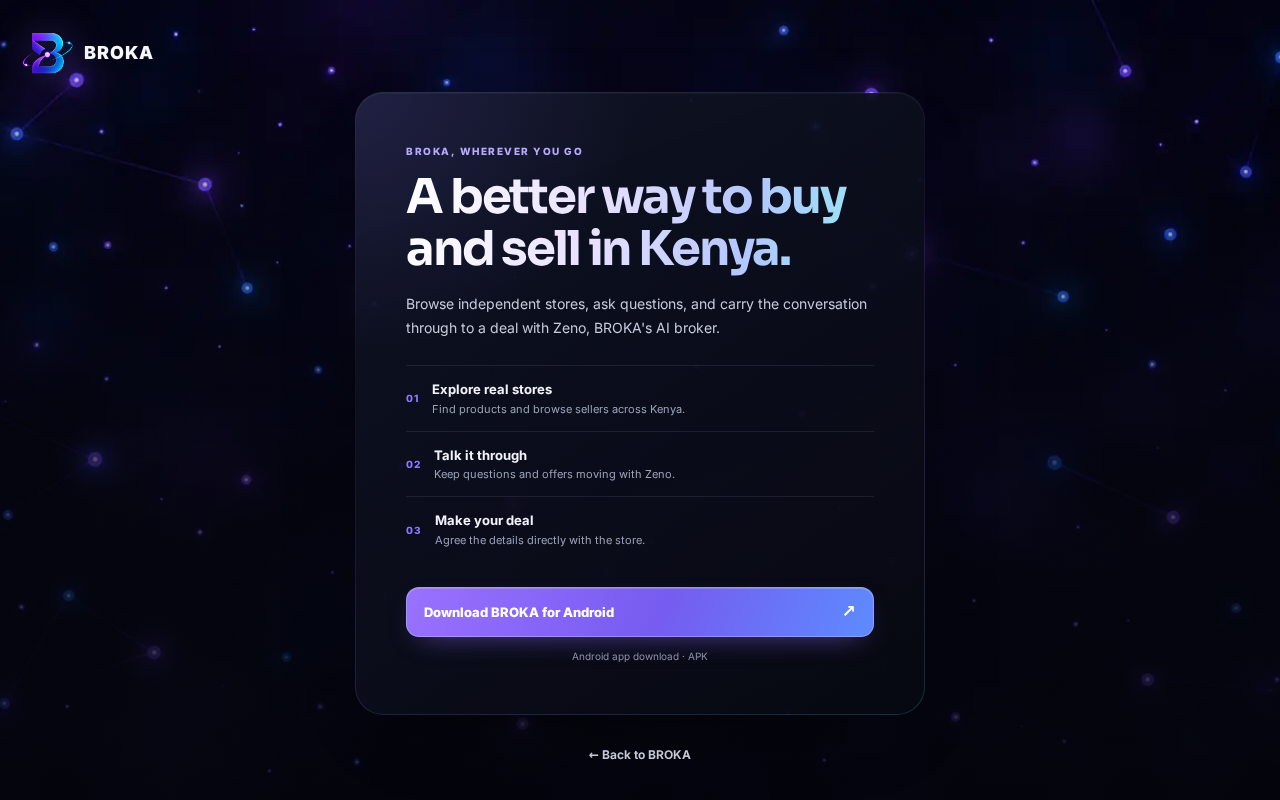 BROKA
BROKA, WHEREVER YOU GO
A better way to buy
and sell in Kenya.
Browse independent stores, ask questions, and carry the conversation
through to a deal with Zeno, BROKA's AI broker.
01 Explore real stores
Find products and browse sellers across Kenya.
02 Talk it through
Keep questions and offers moving with Zeno.
03 Make your deal
Agree the details directly with the store.
Download BROKA for Android ↗
Android app download · APK
← Back to BROKA